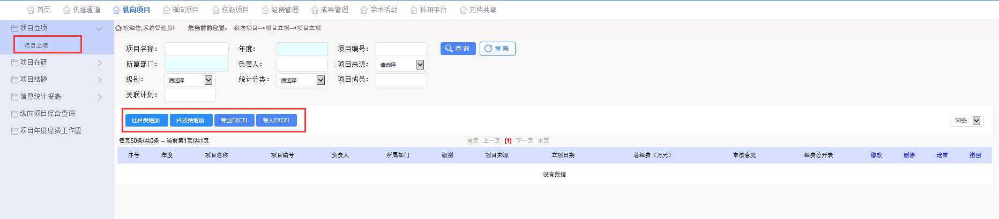 首页 快捷通道 纵向项目 横向项目 校级项目 经费管理 成果管理 学术活动 科研平台 文档共享
项目立项
项目立项
项目在研
项目结题
信息统计报表
纵向项目综合查询
项目年度经费工作量
欢迎您,系统管理员! 您当前的位置: 纵向项目-->项目立项-->项目立项
项目名称: 年度: 项目编号: 查询 重置
所属部门: 负责人: 项目来源: 请选择
级别: 请选择 统计分类: 请选择 项目成员:
关联计划:
社科类增加 科技类增加 导出EXCEL 导入EXCEL 50条
每页50条/共0条 -- 当前第1页/共1页 首页 上一页 [1] 下一页 末页
序号 年度 项目名称 项目编号 负责人 所属部门 级别 项目来源 立项日期 总经费（万元） 审核意见 经费公开表 修改 删除 送审 撤回
没有数据